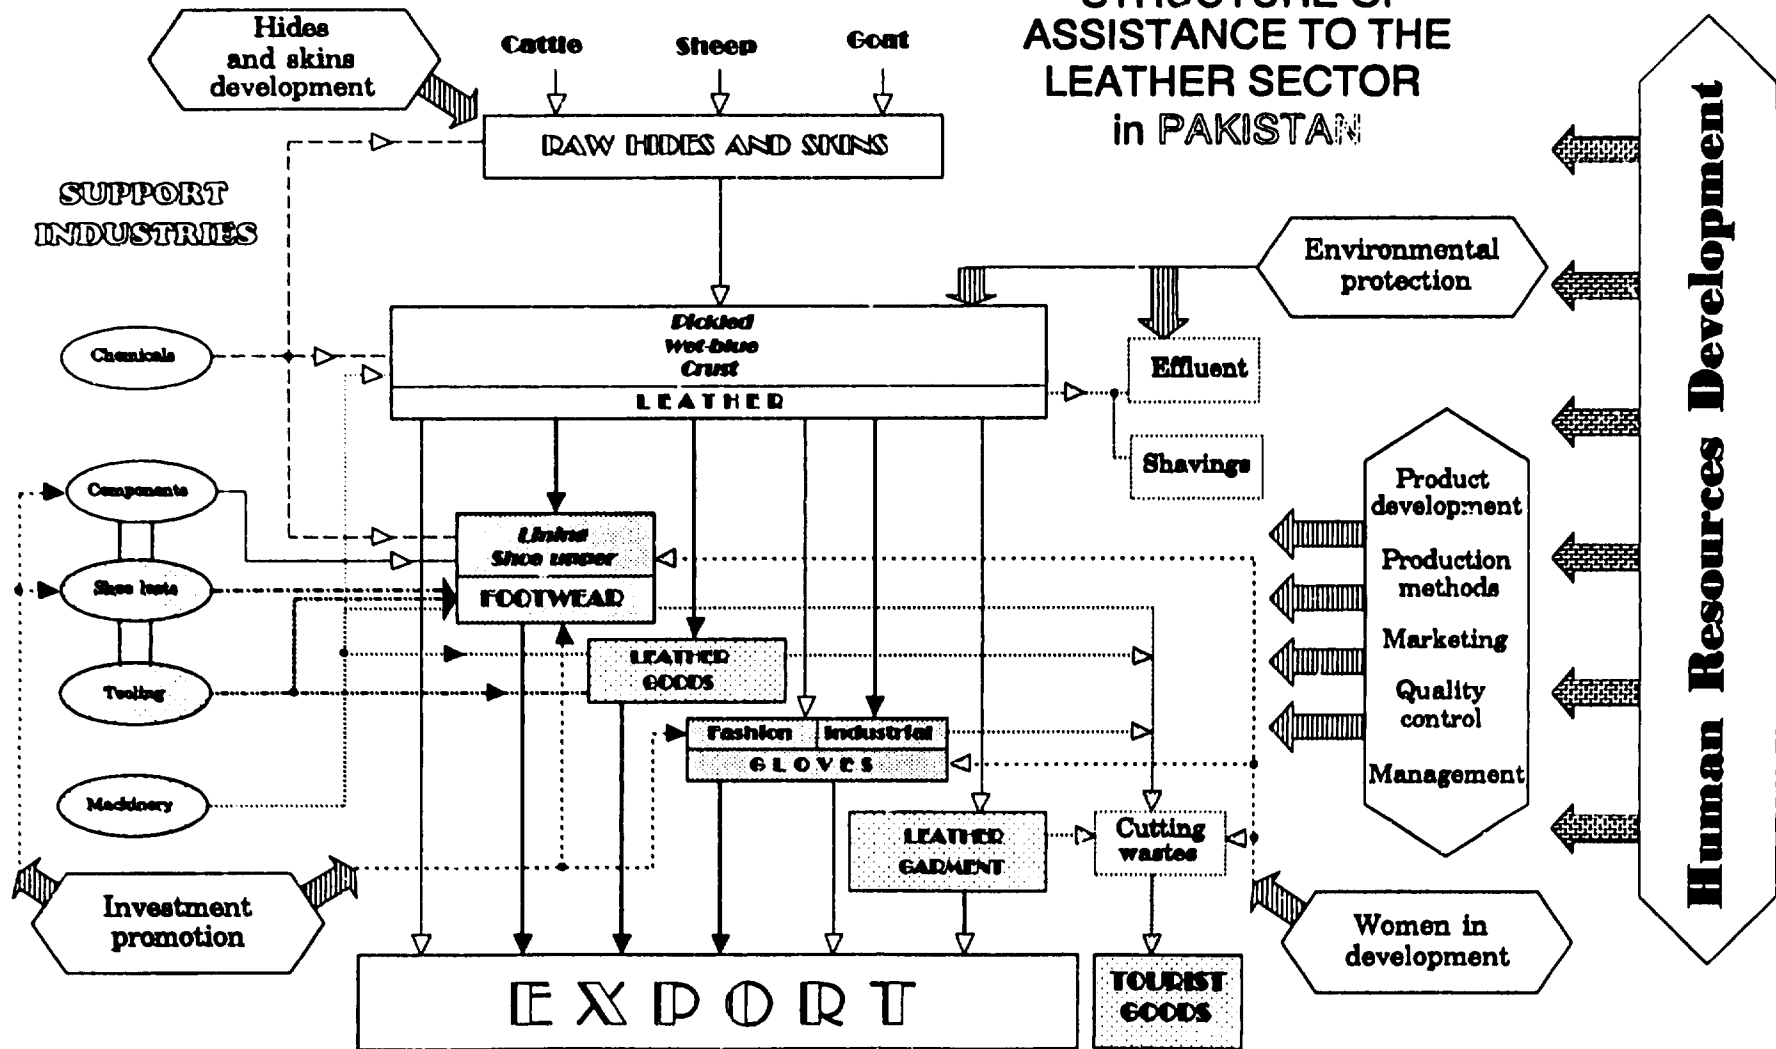 STRUCTURE OF
ASSISTANCE TO THE
LEATHER SECTOR
in PAKISTAN
Hides
and skins
development
Cattle
Sheep
Goat
RAW HIDES AND SKINS
SUPPORT
INDUSTRIES
Environmental
protection
Pickled
Wet-blue
Crust
LEATHER
Chemicals
Effluent
Shavings
Components
Shoe lasts
Tooling
Machinery
Lining
Shoe upper
FOOTWEAR
LEATHER
GOODS
Fashion
Industrial
GLOVES
LEATHER
GARMENT
Cutting
wastes
Product
development
Production
methods
Marketing
Quality
control
Management
Human Resources Development
Investment
promotion
Women in
development
EXPORT
TOURIST
GOODS